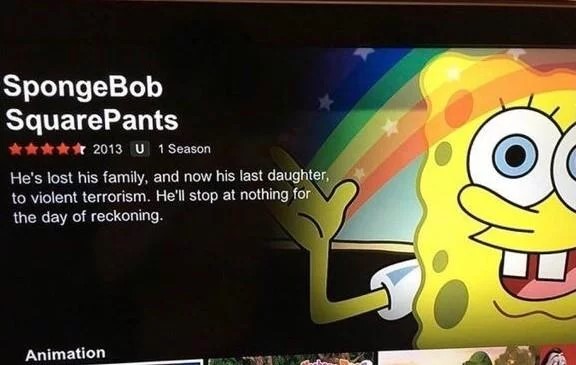 SpongeBob
SquarePants
2013 U 1 Season
He's lost his family, and now his last daughter,
to violent terrorism. He'll stop at nothing for
the day of reckoning.
Animation